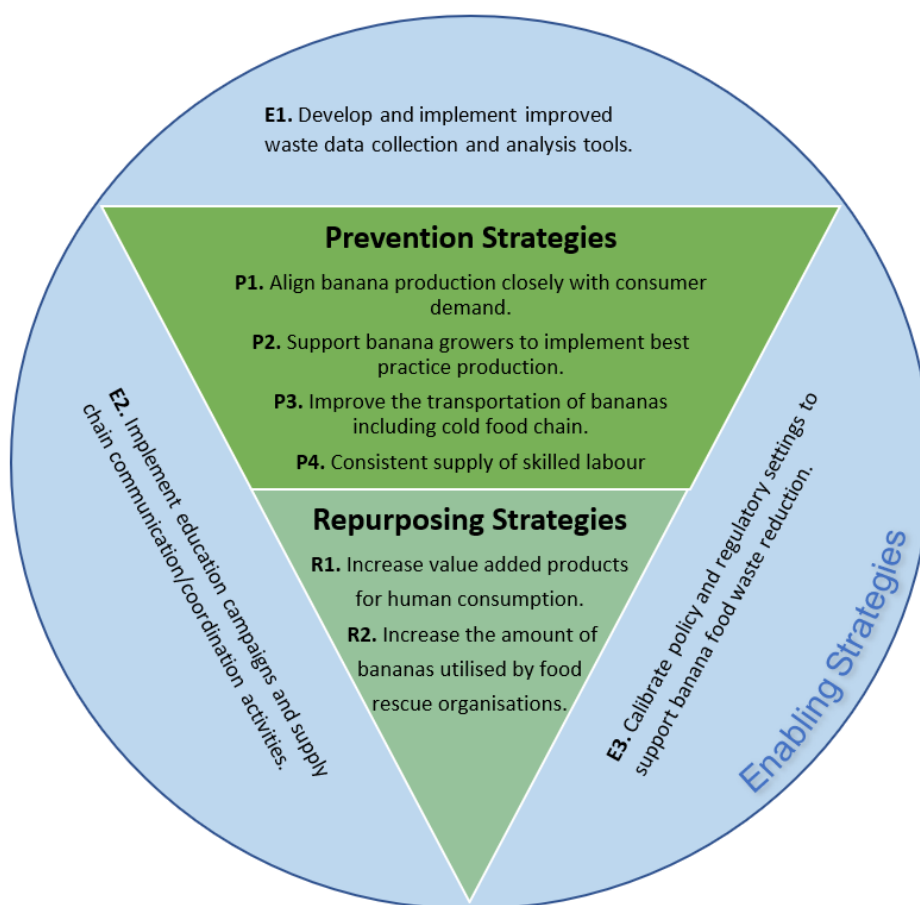 E1. Develop and implement improved
waste data collection and analysis tools.
Prevention Strategies
P1. Align banana production closely with consumer
demand.
P2. Support banana growers to implement best
practice production.
P3. Improve the transportation of bananas
including cold food chain.
P4. Consistent supply of skilled labour
Repurposing Strategies
R1. Increase value added products
for human consumption.
R2. Increase the amount of
bananas utilised by food
rescue organisations.
E2. Implement education campaigns and supply
chain communication/coordination activities.
E3. Calibrate policy and regulatory settings to
support banana food waste reduction.
Enabling Strategies